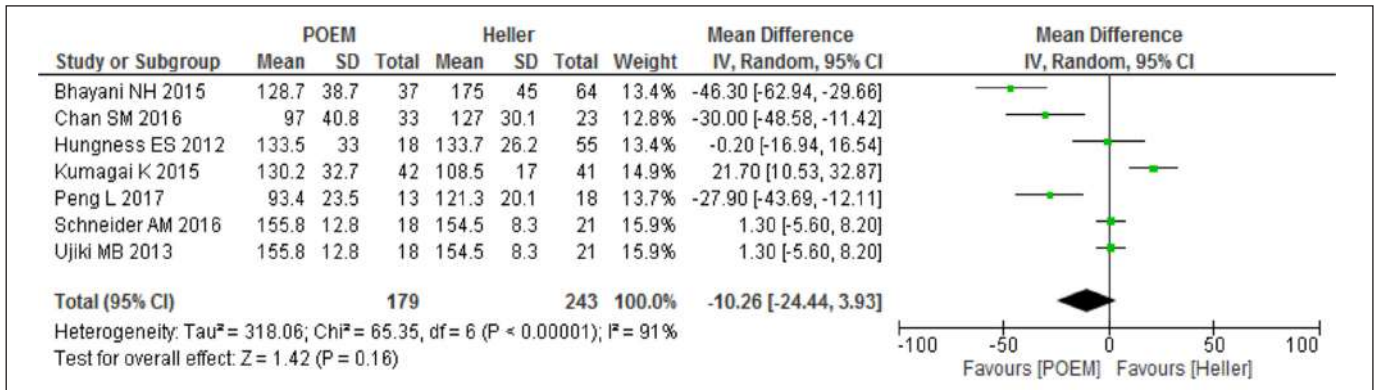 POEM Heller Mean Difference Mean Difference
Study or Subgroup Mean SD Total Mean SD Total Weight IV, Random, 95% CI IV, Random, 95% CI
Bhayani NH 2015 128.7 38.7 37 175 45 64 13.4% -46.30 [-62.94, -29.66]
Chan SM 2016 97 40.8 33 127 30.1 23 12.8% -30.00 [-48.58, -11.42]
Hungness ES 2012 133.5 33 18 133.7 26.2 55 13.4% -0.20 [-16.94, 16.54]
Kumagai K 2015 130.2 32.7 42 108.5 17 41 14.9% 21.70 [10.53, 32.87]
Peng L 2017 93.4 23.5 13 121.3 20.1 18 13.7% -27.90 [-43.69, -12.11]
Schneider AM 2016 155.8 12.8 18 154.5 8.3 21 15.9% 1.30 [-5.60, 8.20]
Ujiki MB 2013 155.8 12.8 18 154.5 8.3 21 15.9% 1.30 [-5.60, 8.20]
Total (95% CI) 179 243 100.0% -10.26 [-24.44, 3.93]
Heterogeneity: Tau² = 318.06; Chi² = 65.35, df = 6 (P < 0.00001); I² = 91%
Test for overall effect: Z = 1.42 (P = 0.16)
-100 -50 0 50 100
Favours [POEM] Favours [Heller]